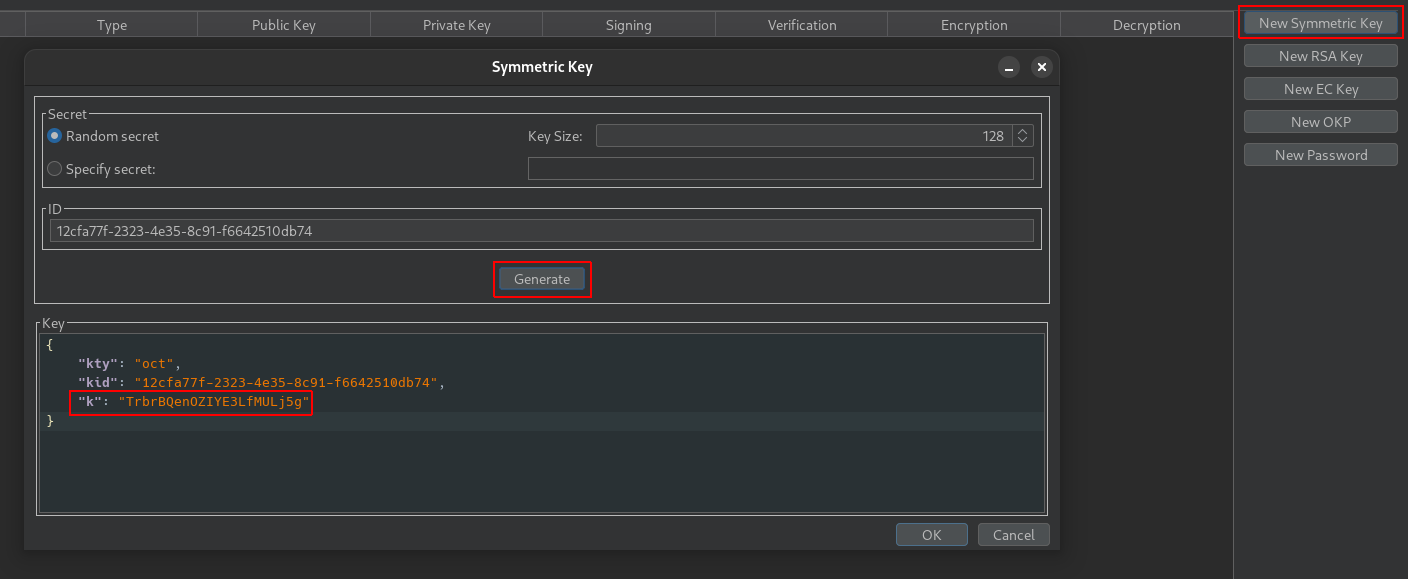 Type Public Key Private Key Signing Verification Encryption Decryption
New Symmetric Key
New RSA Key
New EC Key
New OKP
New Password
Symmetric Key
Secret
Random secret Key Size: 128
Specify secret:
ID
12cfa77f-2323-4e35-8c91-f6642510db74
Generate
Key
{
"kty": "oct",
"kid": "12cfa77f-2323-4e35-8c91-f6642510db74",
"k": "TrbrBQenOZIYE3LfMULj5g"
}
OK Cancel